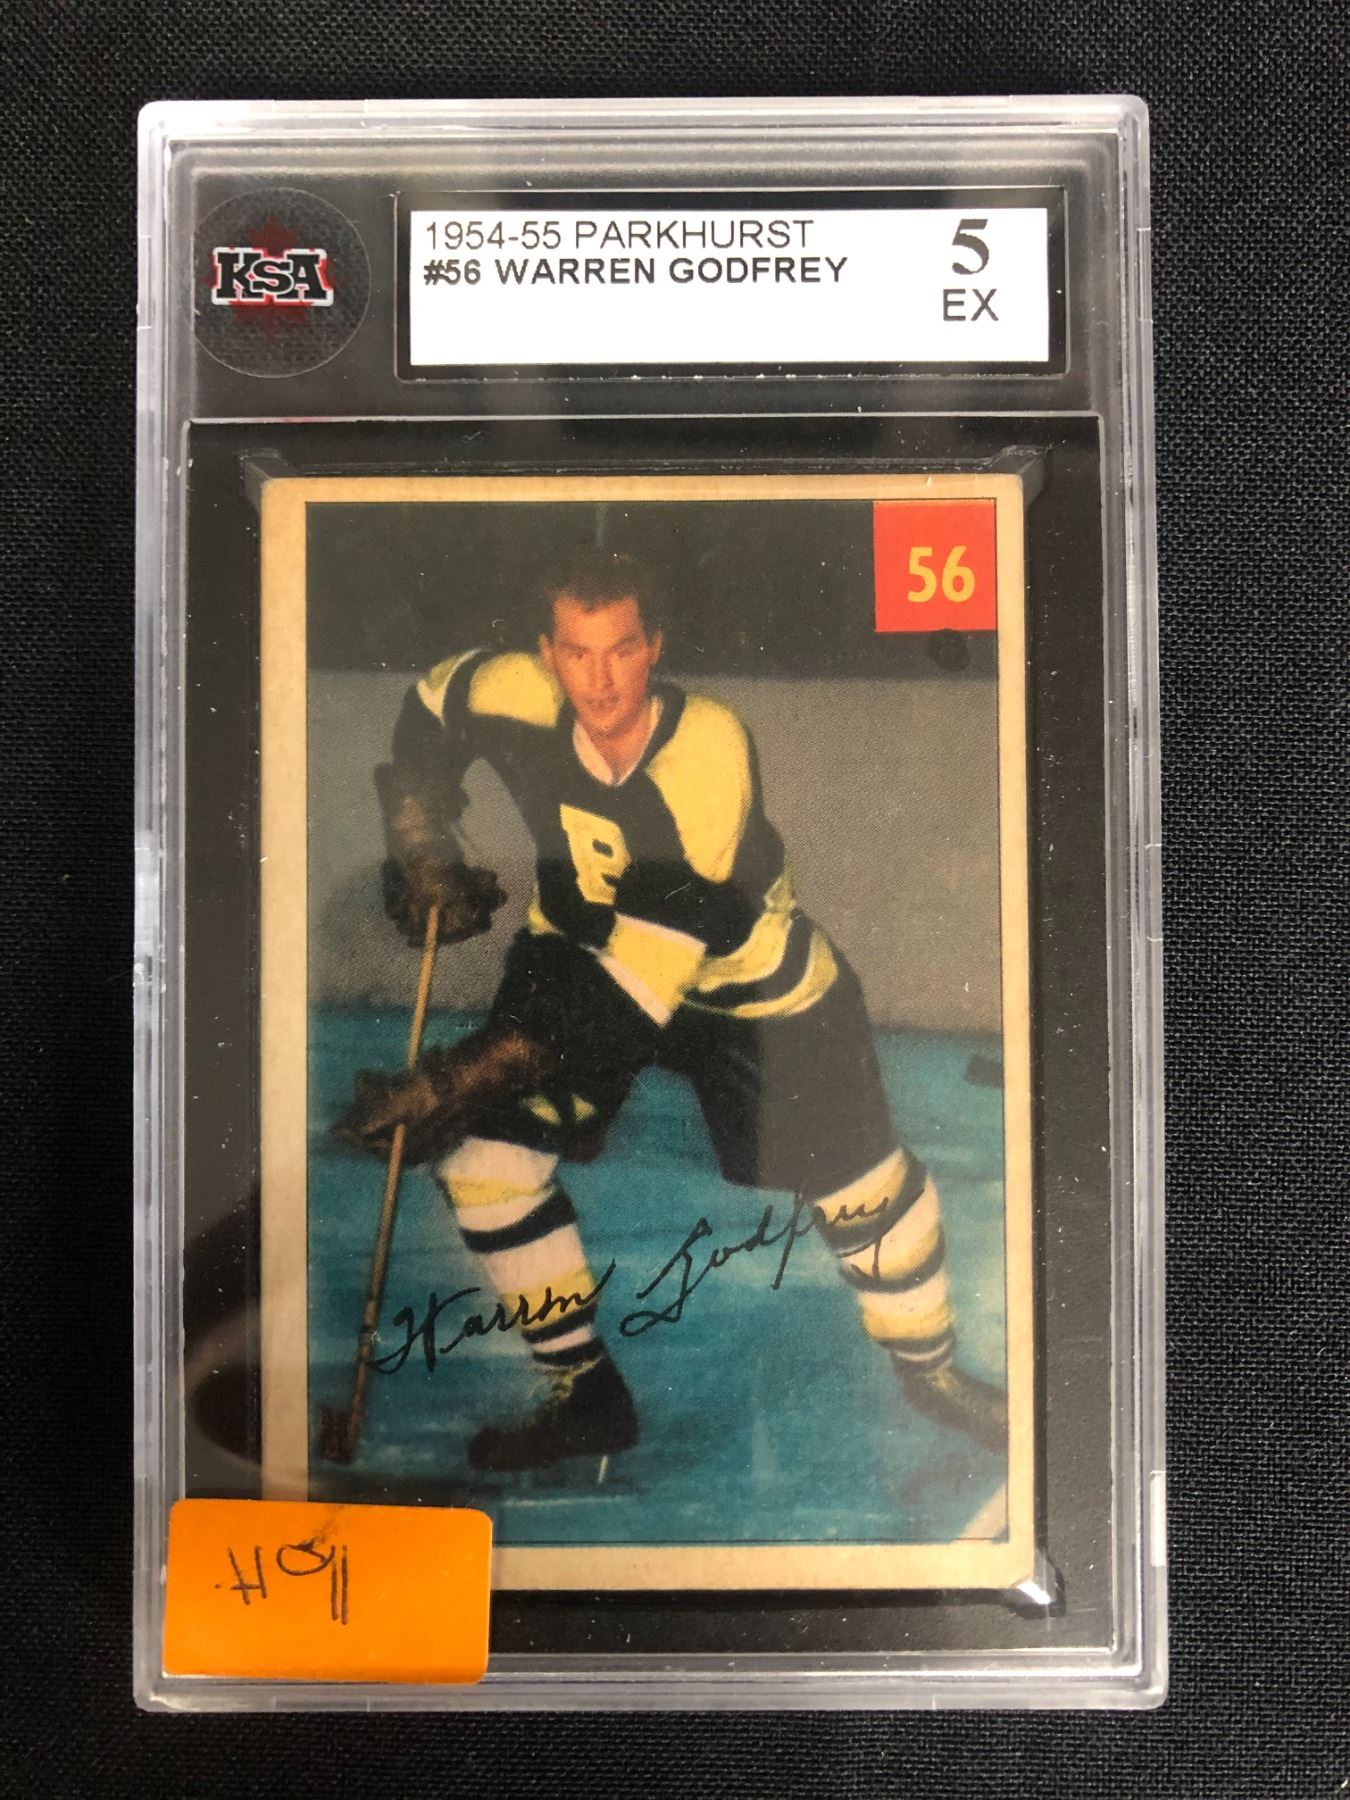 KSA
1954-55 PARKHURST
#56 WARREN GODFREY
5
EX
56
B
Warren Godfrey